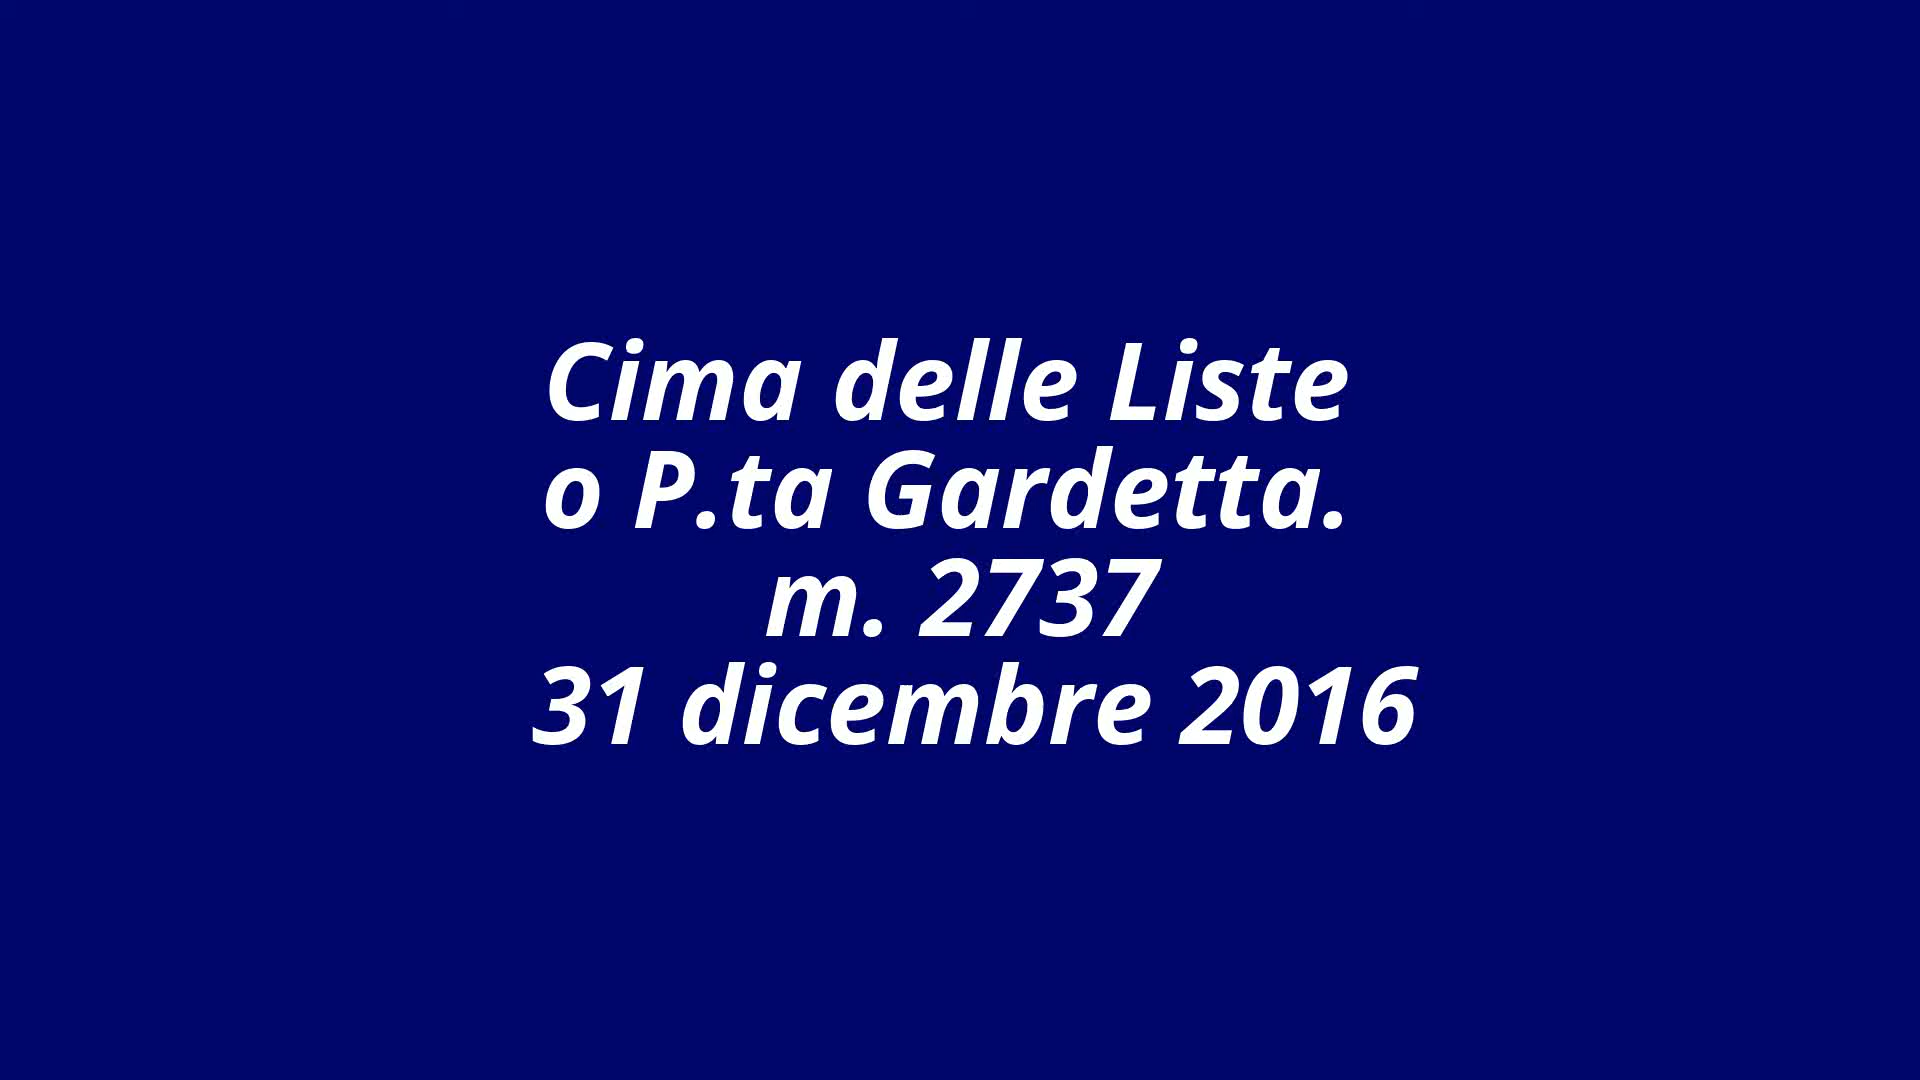 Cima delle Liste
o P.ta Gardetta.
m. 2737
31 dicembre 2016